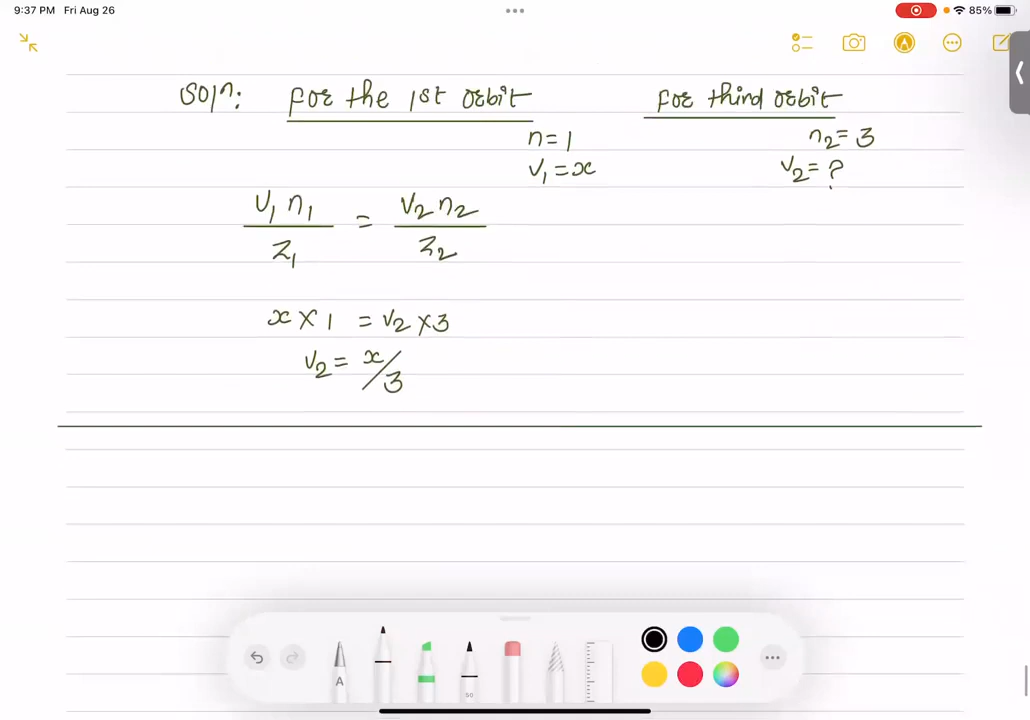 9:37 PM Fri Aug 26
85%
Soln: For the 1st orbit For third orbit
n=1 n2=3
V1=x V2=?
V1 n1 / Z1 = V2 n2 / Z2
x × 1 = V2 × 3
V2 = x/3
A
50